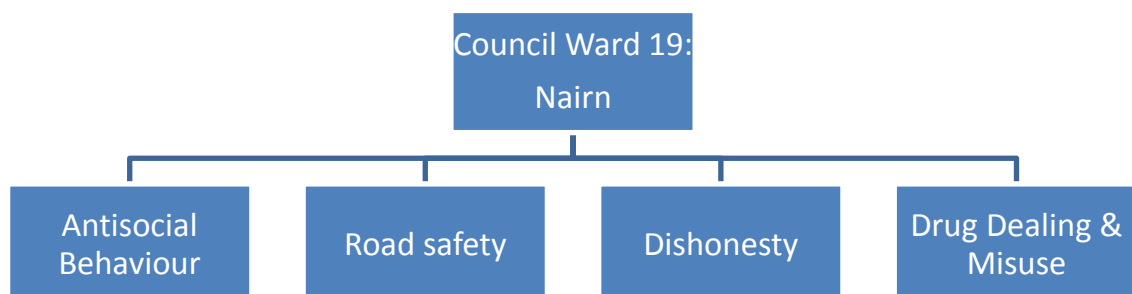 Council Ward 19:
Nairn
Antisocial
Behaviour
Road safety
Dishonesty
Drug Dealing &
Misuse